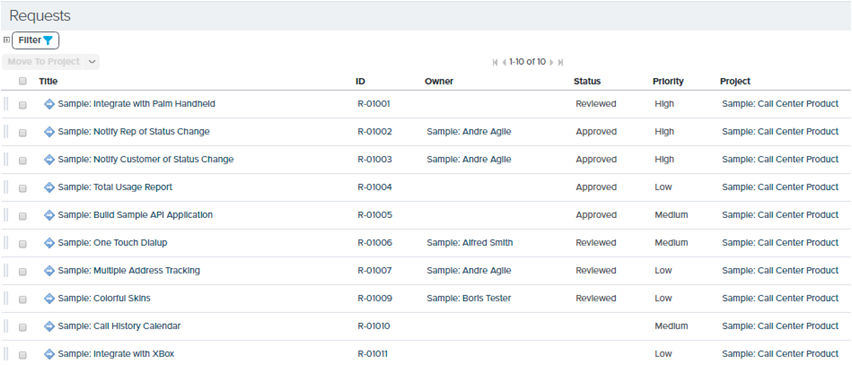 Requests
Filter
Move To Project 1-10 of 10
Title ID Owner Status Priority Project
Sample: Integrate with Palm Handheld R-01001 Reviewed High Sample: Call Center Product
Sample: Notify Rep of Status Change R-01002 Sample: Andre Agile Approved High Sample: Call Center Product
Sample: Notify Customer of Status Change R-01003 Sample: Andre Agile Approved High Sample: Call Center Product
Sample: Total Usage Report R-01004 Approved Low Sample: Call Center Product
Sample: Build Sample API Application R-01005 Approved Medium Sample: Call Center Product
Sample: One Touch Dialup R-01006 Sample: Alfred Smith Reviewed Medium Sample: Call Center Product
Sample: Multiple Address Tracking R-01007 Sample: Andre Agile Reviewed Low Sample: Call Center Product
Sample: Colorful Skins R-01009 Sample: Boris Tester Reviewed Low Sample: Call Center Product
Sample: Call History Calendar R-01010 Medium Sample: Call Center Product
Sample: Integrate with XBox R-01011 Low Sample: Call Center Product